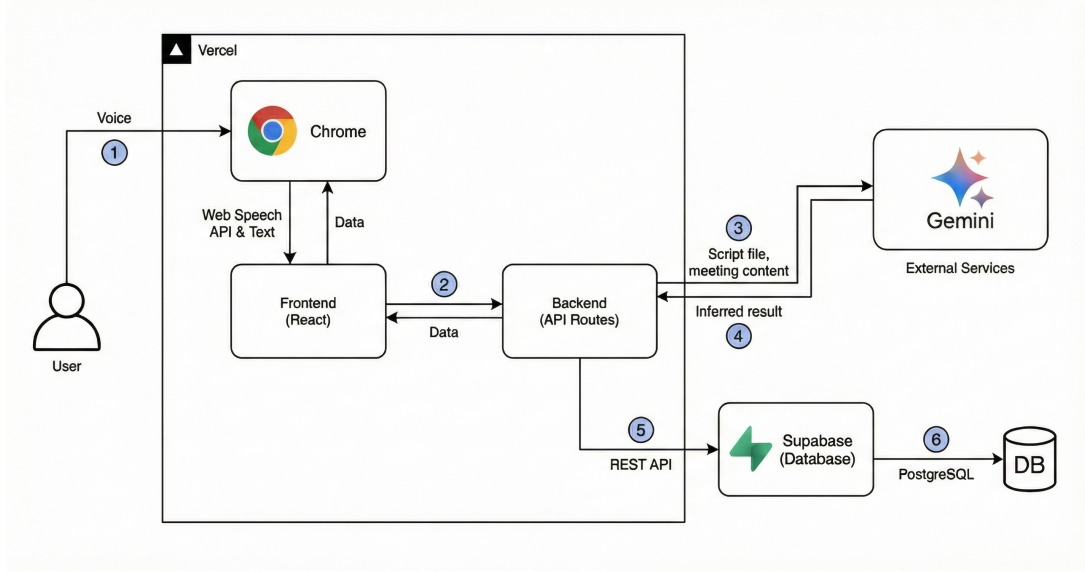 Vercel
Voice
1
Chrome
Web Speech
API & Text
Data
Frontend
(React)
2
Data
Backend
(API Routes)
3
Script file,
meeting content
Inferred result
4
Gemini
External Services
User
5
REST API
Supabase
(Database)
6
PostgreSQL
DB